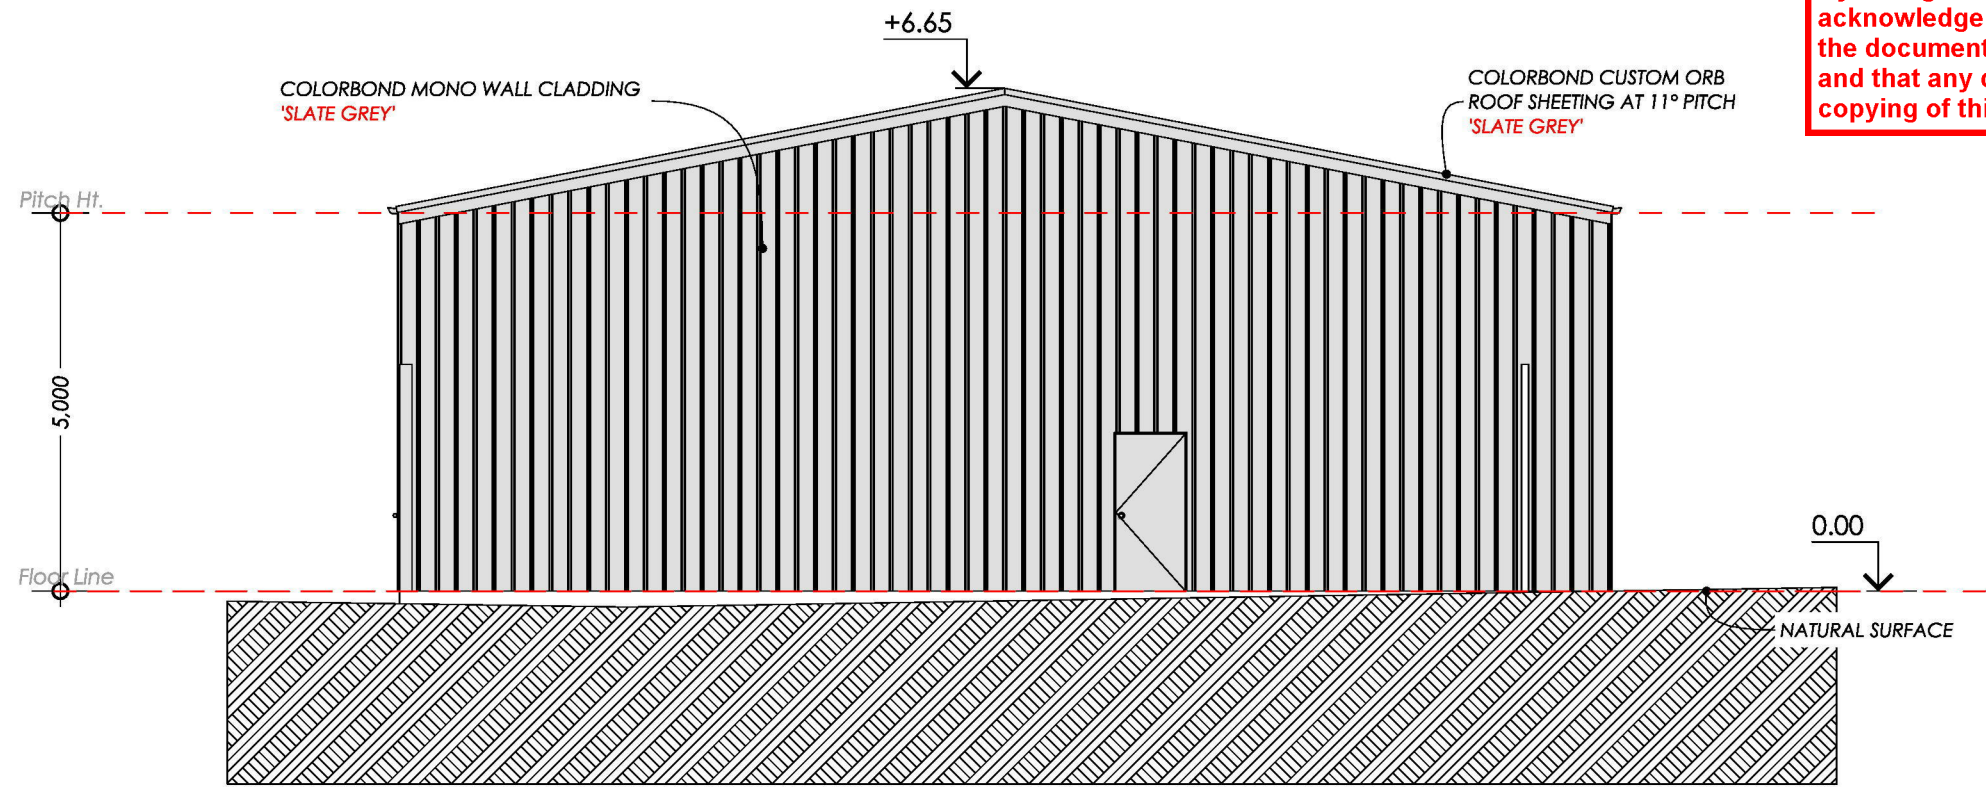 +6.65
COLORBOND MONO WALL CLADDING
'SLATE GREY'
COLORBOND CUSTOM ORB
ROOF SHEETING AT 11° PITCH
'SLATE GREY'
acknowledge
the document
and that any
copying of
Pitch Ht.
5,000
Floor Line
0.00
NATURAL SURFACE